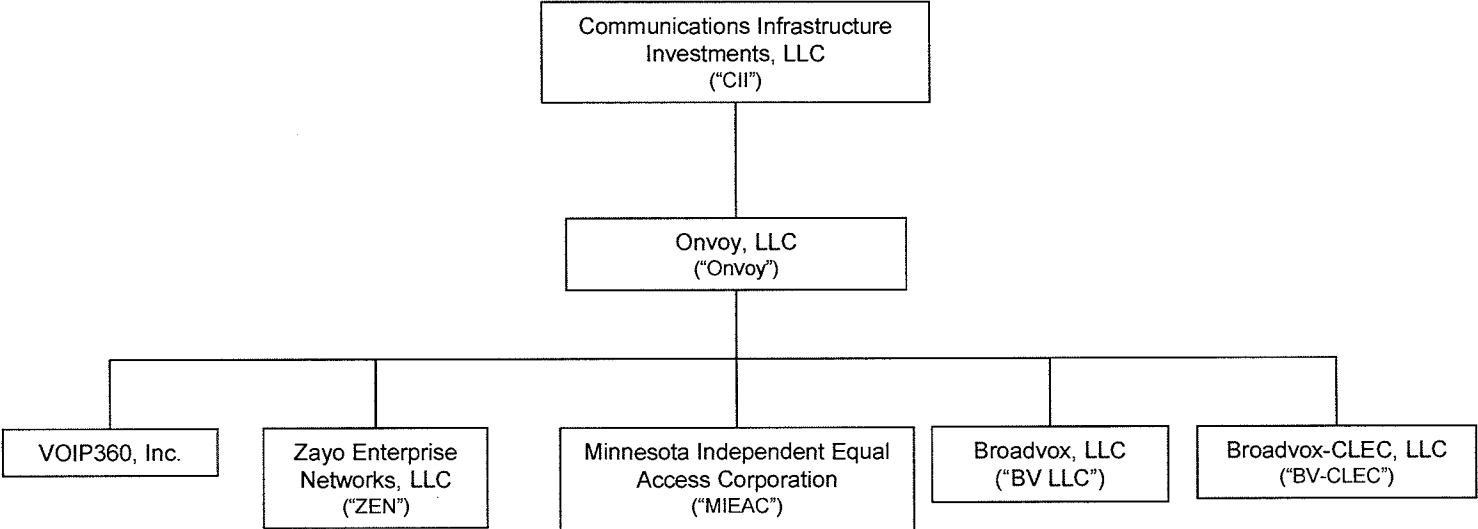 Communications Infrastructure
Investments, LLC
(“CII”)
Onvoy, LLC
(“Onvoy”)
VOIP360, Inc.
Zayo Enterprise
Networks, LLC
(“ZEN”)
Minnesota Independent Equal
Access Corporation
(“MIEAC”)
Broadvox, LLC
(“BV LLC”)
Broadvox-CLEC, LLC
(“BV-CLEC”)